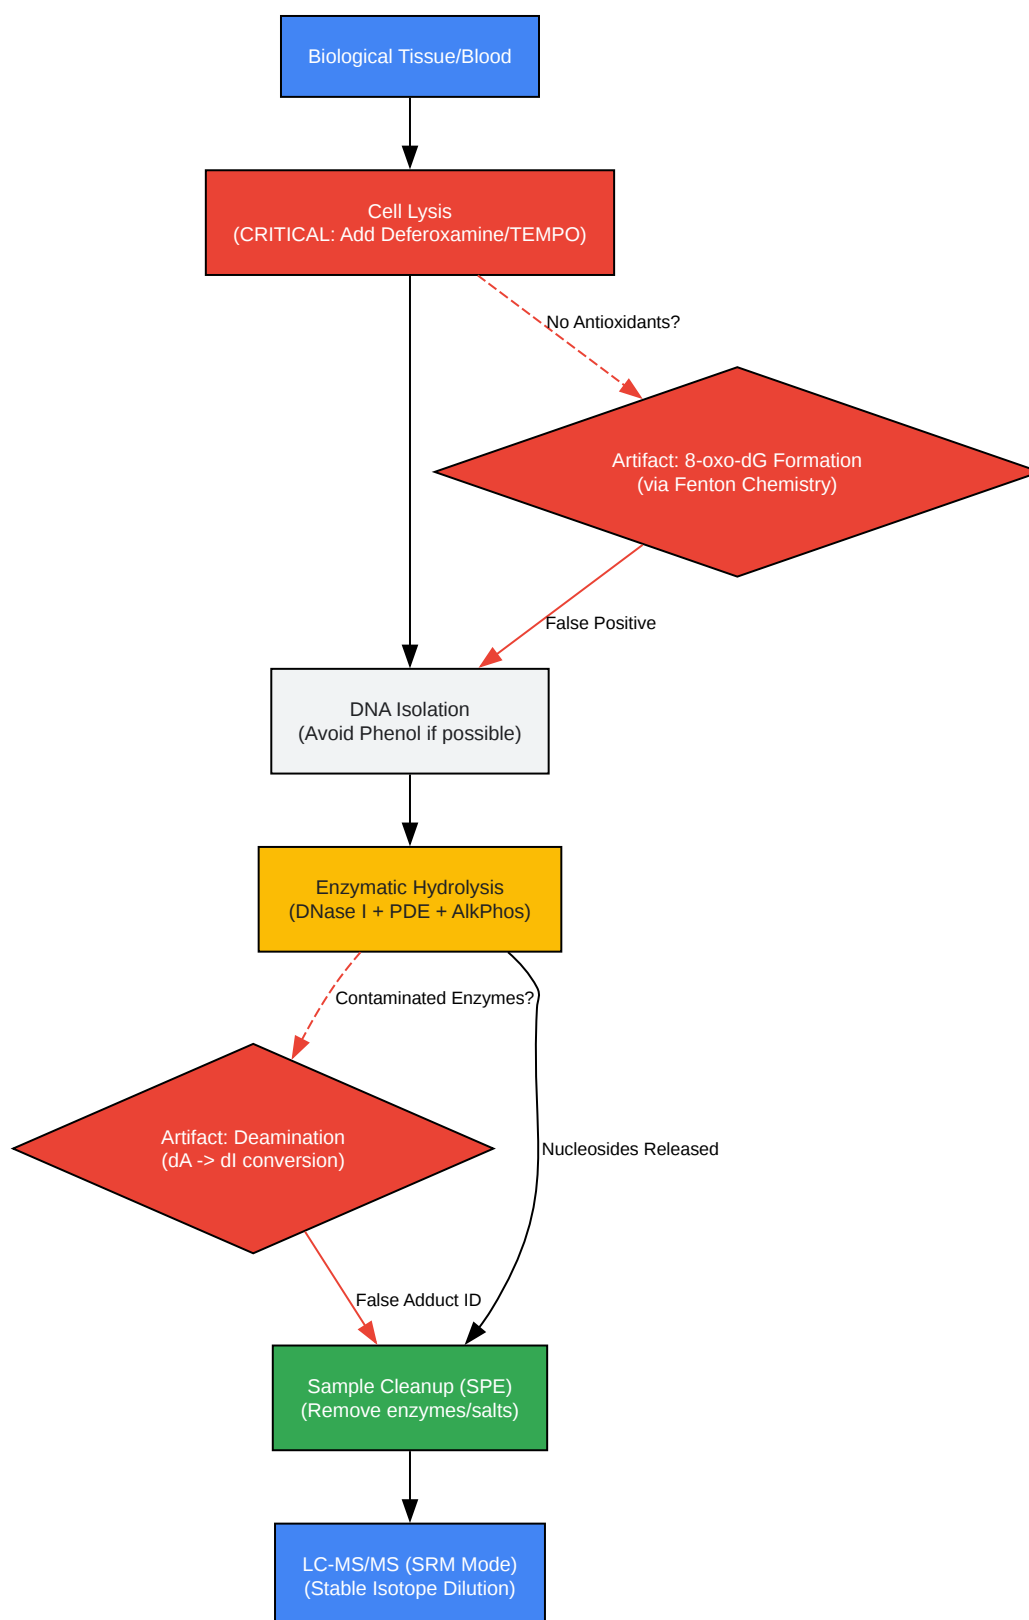 Biological Tissue/Blood
Cell Lysis
(CRITICAL: Add Deferoxamine/TEMPO)
No Antioxidants?
Artifact: 8-oxo-dG Formation
(via Fenton Chemistry)
False Positive
DNA Isolation
(Avoid Phenol if possible)
Enzymatic Hydrolysis
(DNase I + PDE + AlkPhos)
Contaminated Enzymes?
Artifact: Deamination
(dA -> dI conversion)
Nucleosides Released
False Adduct ID
Sample Cleanup (SPE)
(Remove enzymes/salts)
LC-MS/MS (SRM Mode)
(Stable Isotope Dilution)